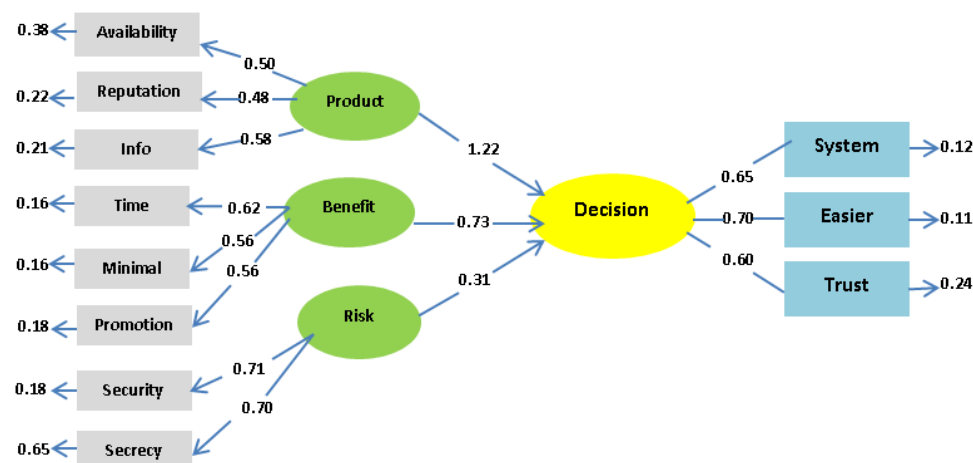 0.38
Availability
0.50
0.22
Reputation
0.48
Product
0.21
Info
0.58
1.22
System
0.12
0.65
0.16
Time
0.62
Benefit
0.73
Decision
0.70
Easier
0.11
0.16
Minimal
0.56
0.56
0.60
0.31
Trust
0.24
0.18
Promotion
Risk
0.18
Security
0.71
0.70
0.65
Secrecy